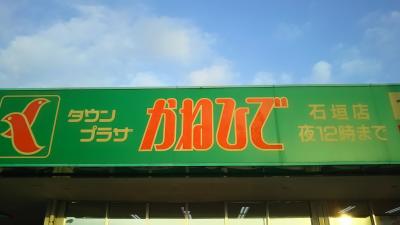 タウン
プラザ
かねひで
石垣店
夜12時まで